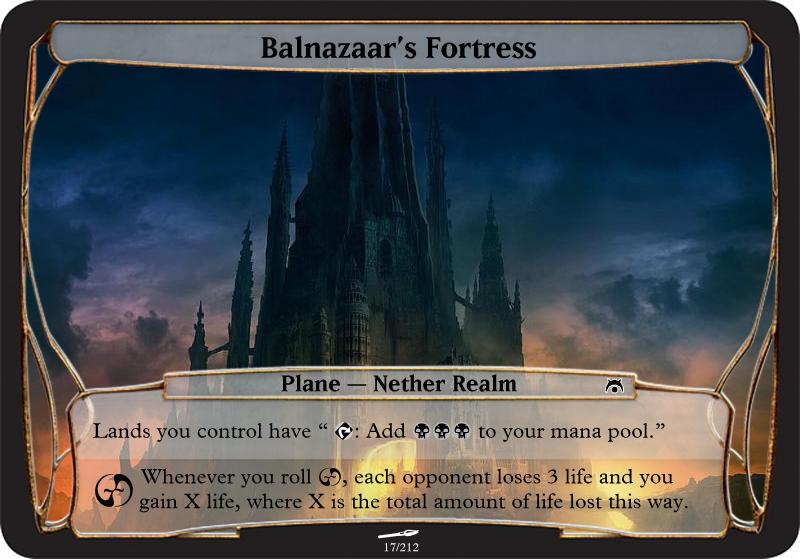 Balnazaar's Fortress
Plane — Nether Realm
Lands you control have “ : Add to your mana pool.”
Whenever you roll , each opponent loses 3 life and you
gain X life, where X is the total amount of life lost this way.
17/212